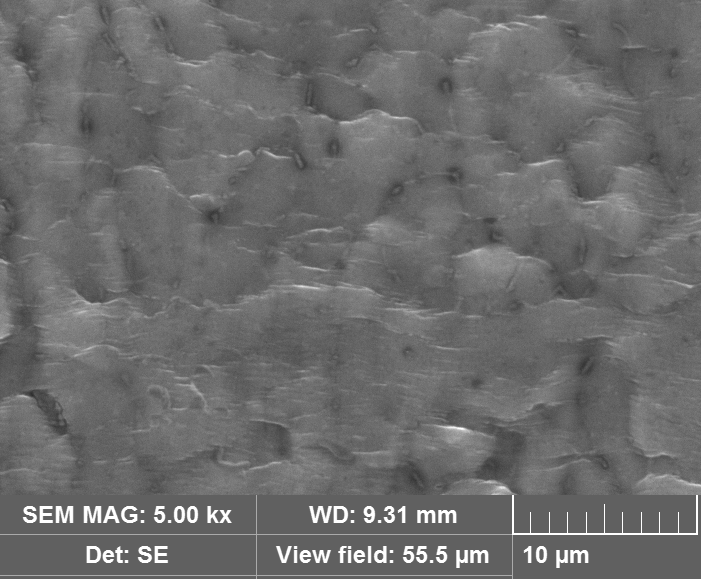 SEM MAG: 5.00 kx
WD: 9.31 mm
Det: SE
View field: 55.5 µm
10 µm